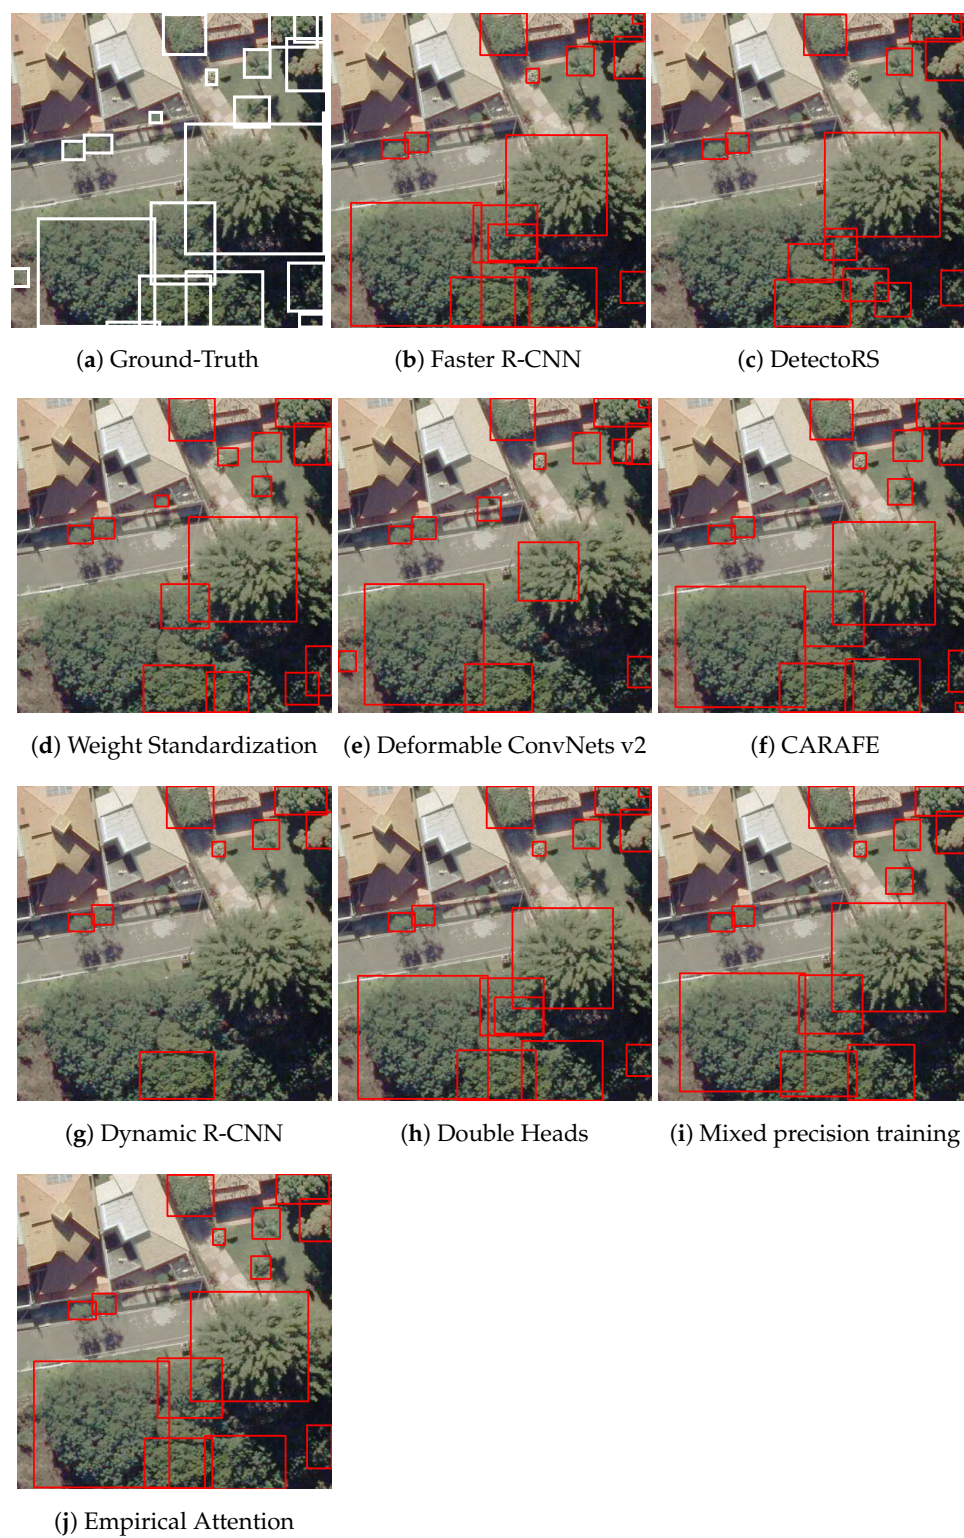 (a) Ground-Truth
(b) Faster R-CNN
(c) DetectoRS
(d) Weight Standardization
(e) Deformable ConvNets v2
(f) CARAFE
(g) Dynamic R-CNN
(h) Double Heads
(i) Mixed precision training
(j) Empirical Attention